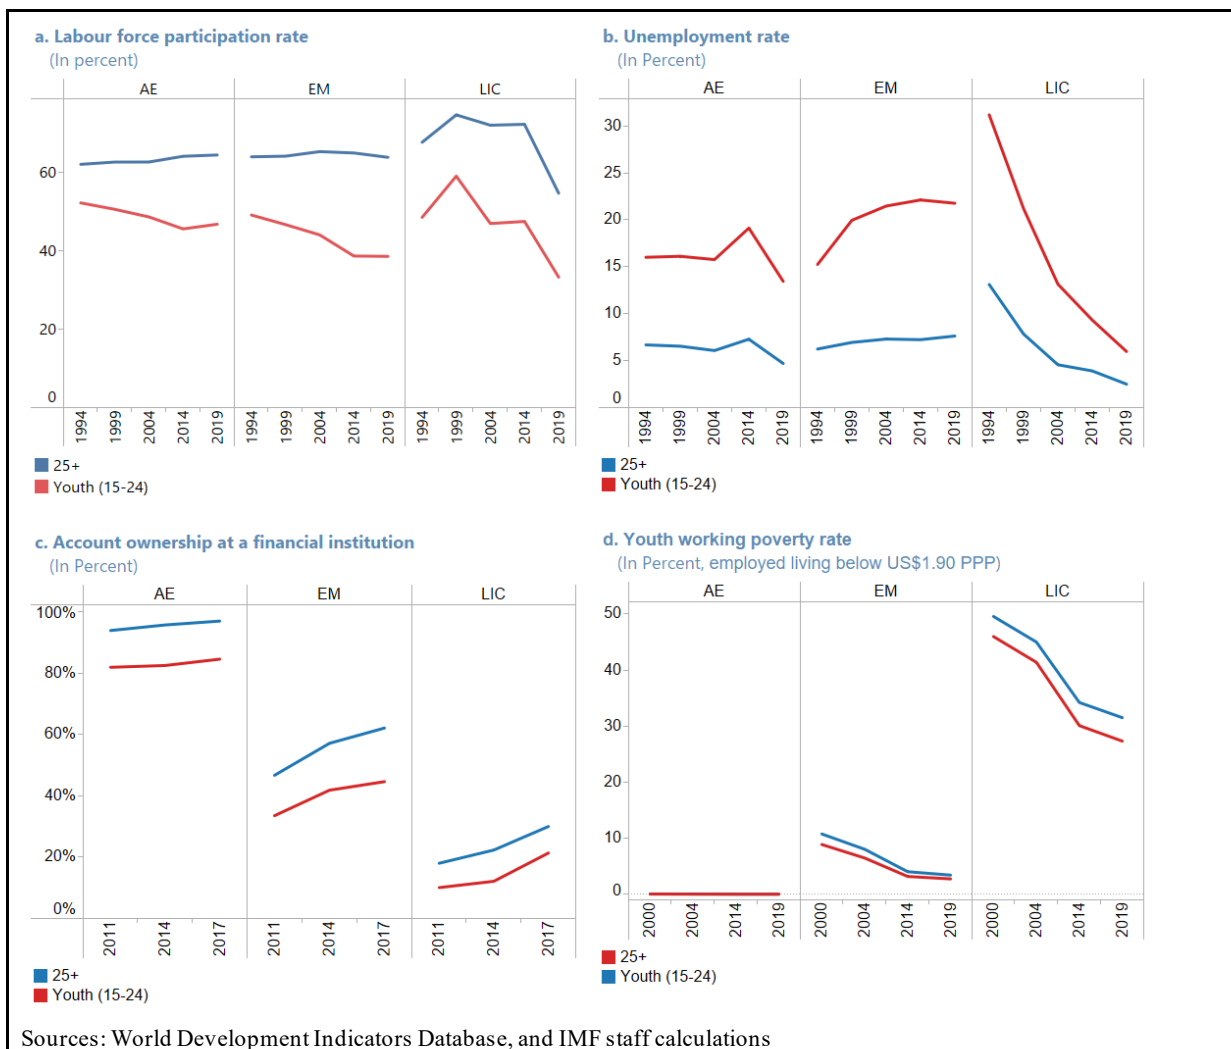 a. Labour force participation rate
(In percent)
AE EM LIC
60
40
20
0
1994 1999 2004 2014 2019 1994 1999 2004 2014 2019 1994 1999 2004 2014 2019
25+
Youth (15-24)
b. Unemployment rate
(In Percent)
AE EM LIC
30
25
20
15
10
5
0
1994 1999 2004 2014 2019 1994 1999 2004 2014 2019 1994 1999 2004 2014 2019
25+
Youth (15-24)
c. Account ownership at a financial institution
(In Percent)
AE EM LIC
100%
80%
60%
40%
20%
0%
2011 2014 2017 2011 2014 2017 2011 2014 2017
25+
Youth (15-24)
d. Youth working poverty rate
(In Percent, employed living below US$1.90 PPP)
AE EM LIC
50
40
30
20
10
0
2000 2004 2014 2019 2000 2004 2014 2019 2000 2004 2014 2019
25+
Youth (15-24)
Sources: World Development Indicators Database, and IMF staff calculations